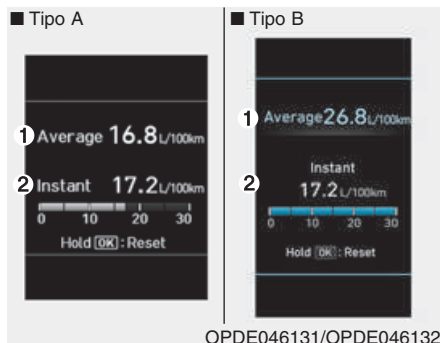 ■ Tipo A
1 Average 16.8 L/100km
2 Instant 17.2 L/100km
0 10 20 30
Hold [OK] : Reset
■ Tipo B
1 Average 26.8 L/100km
Instant
2 17.2 L/100km
0 10 20 30
Hold [OK] : Reset
OPDE046131/OPDE046132